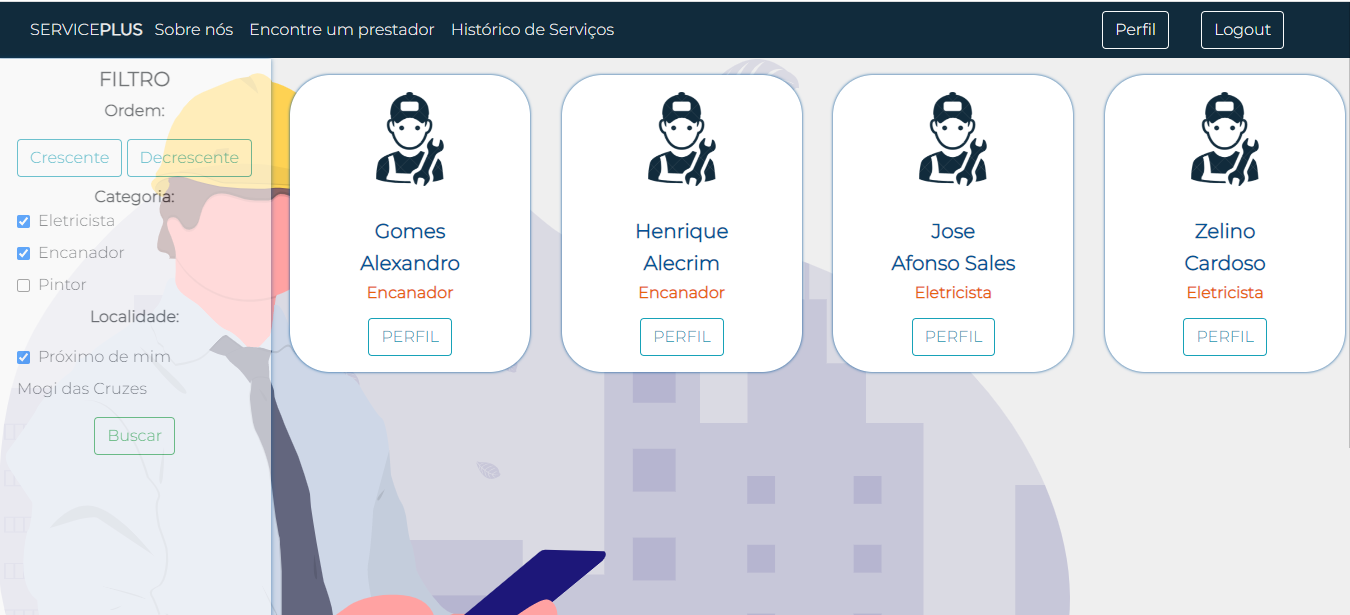 SERVICEPLUS Sobre nós Encontre um prestador Histórico de Serviços Perfil Logout
FILTRO
Ordem:
Crescente Decrescente
Categoria:
Eletricista
Encanador
Pintor
Localidade:
Próximo de mim
Mogi das Cruzes
Buscar
Gomes
Alexandro
Encanador
PERFIL
Henrique
Alecrim
Encanador
PERFIL
Jose
Afonso Sales
Eletricista
PERFIL
Zelino
Cardoso
Eletricista
PERFIL